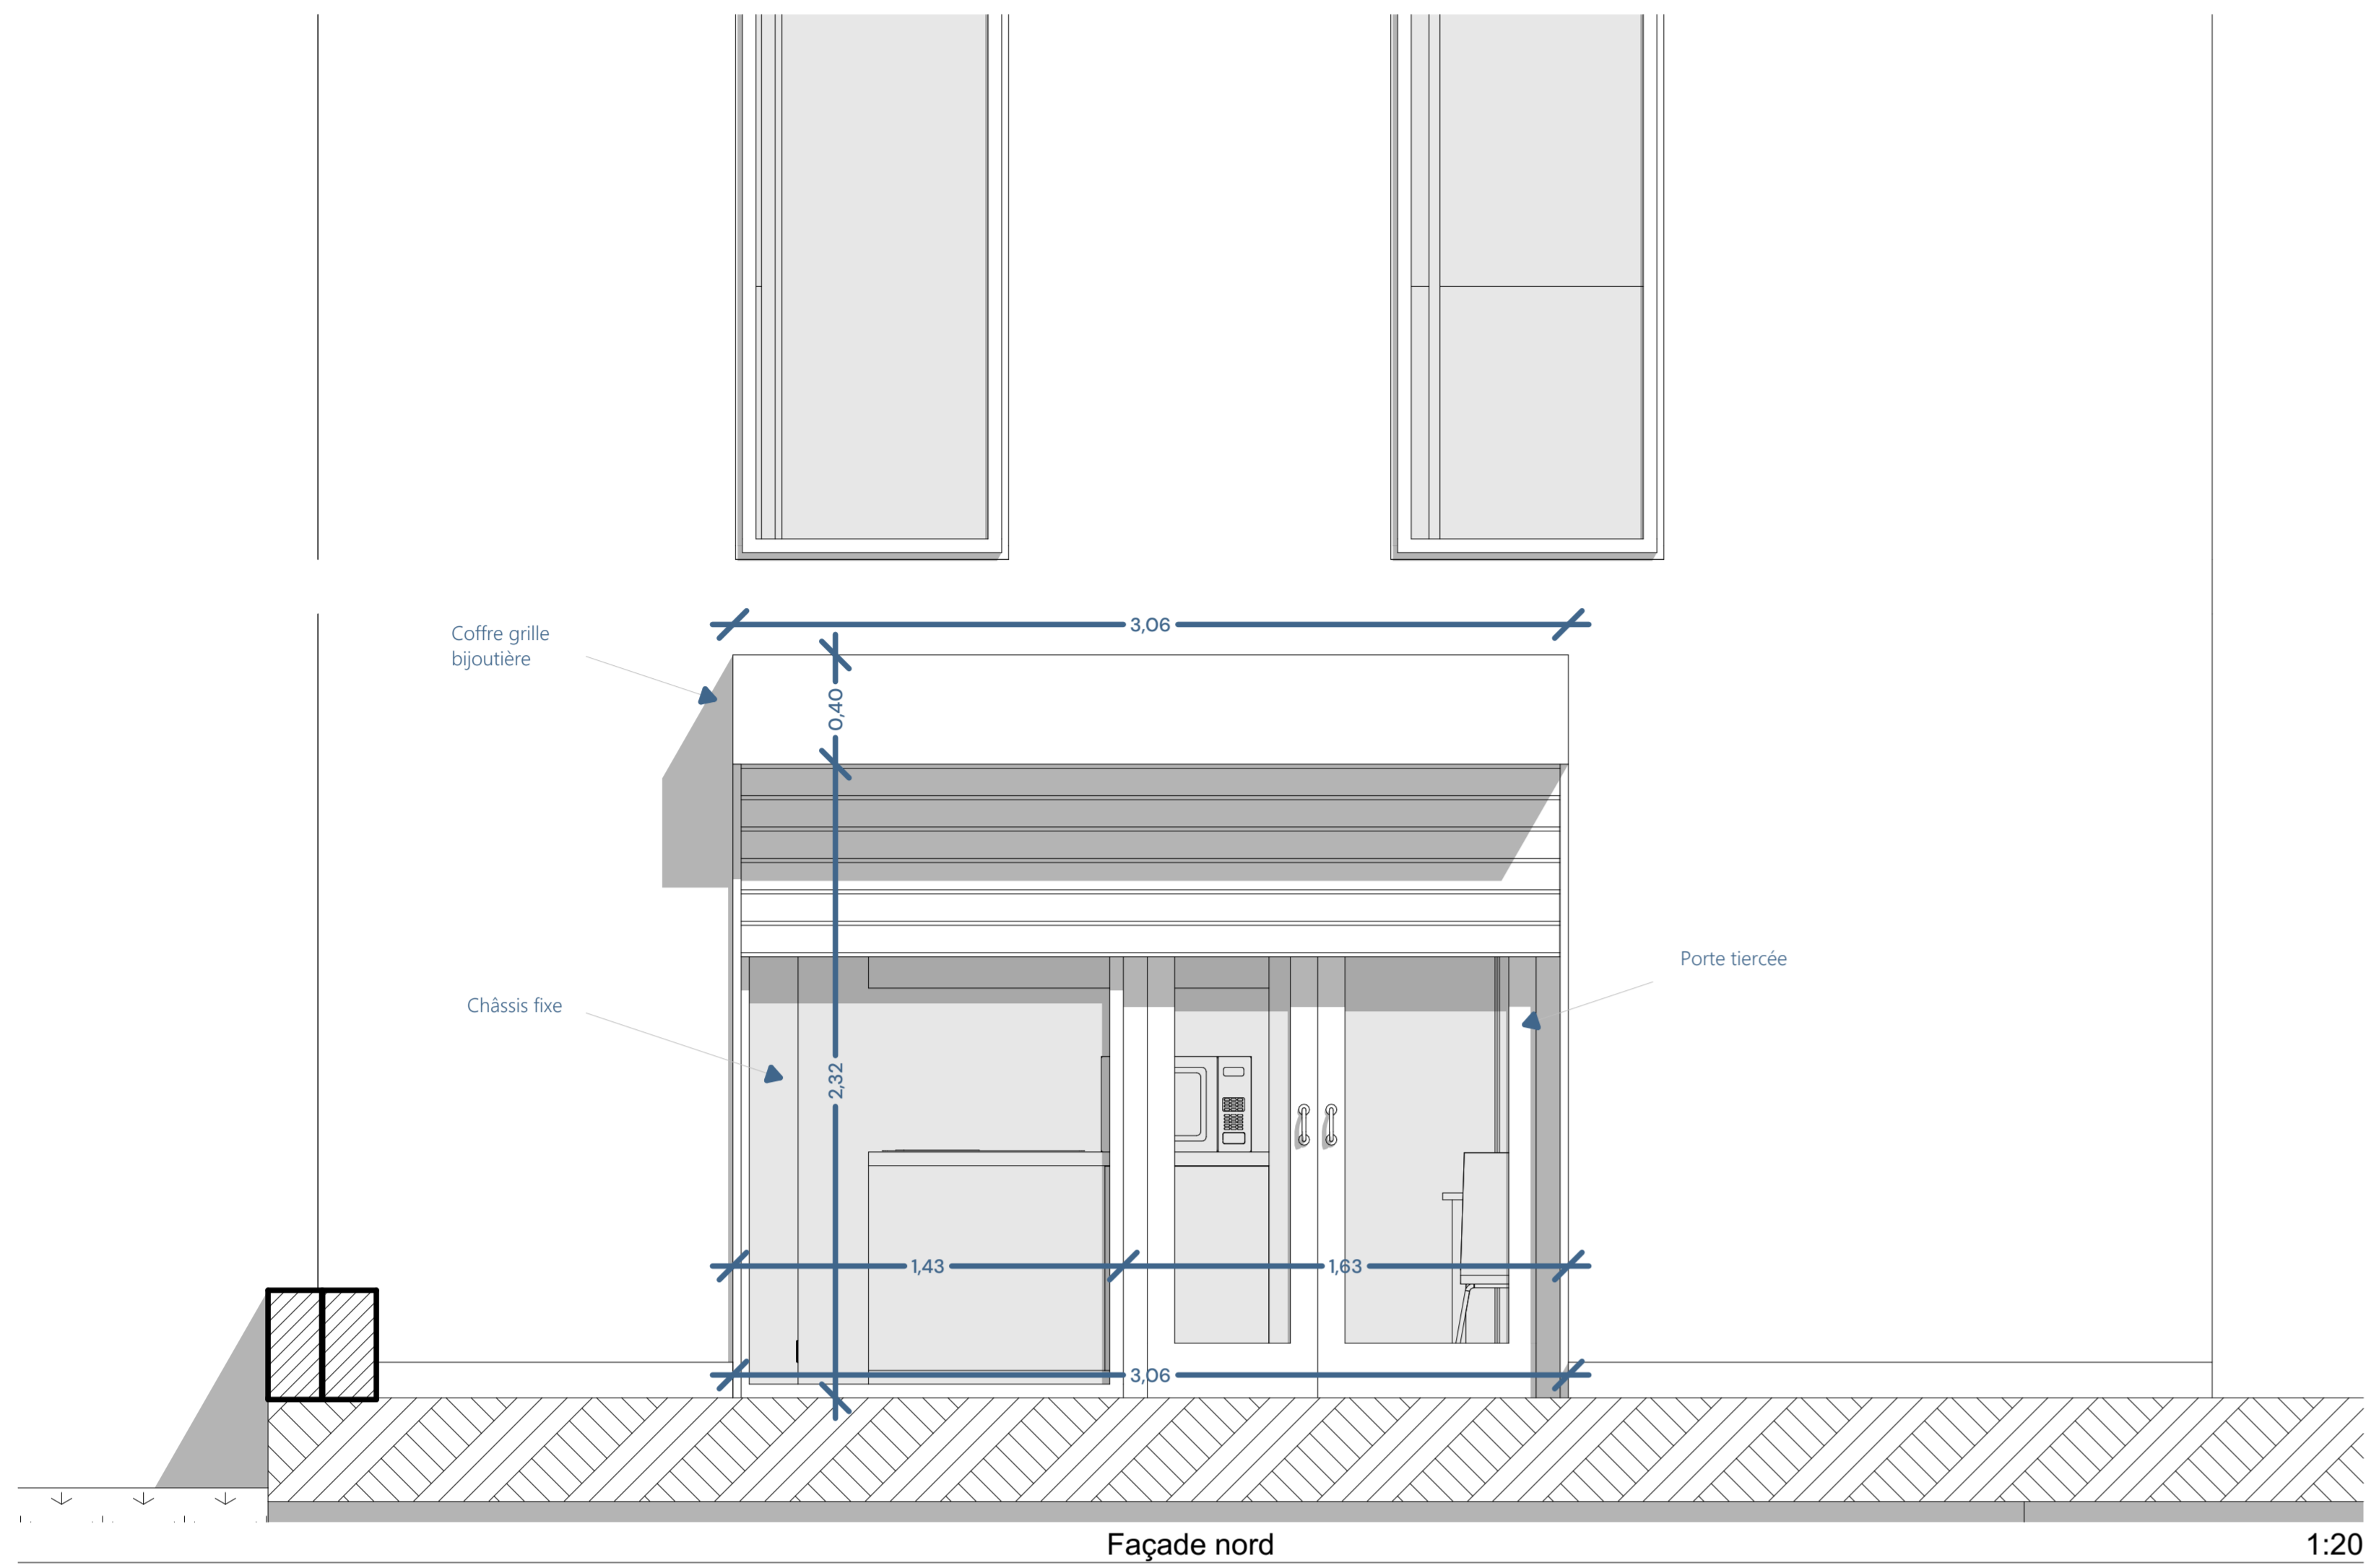 3,06
Coffre grille
bijoutière
0,40
Porte tiercée
Châssis fixe
2,32
1,43
1,63
3,06
Façade nord
1:20